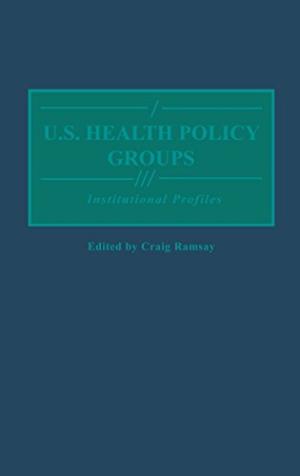 /
U.S. HEALTH POLICY
GROUPS
///
Institutional Profiles
Edited by Craig Ramsay